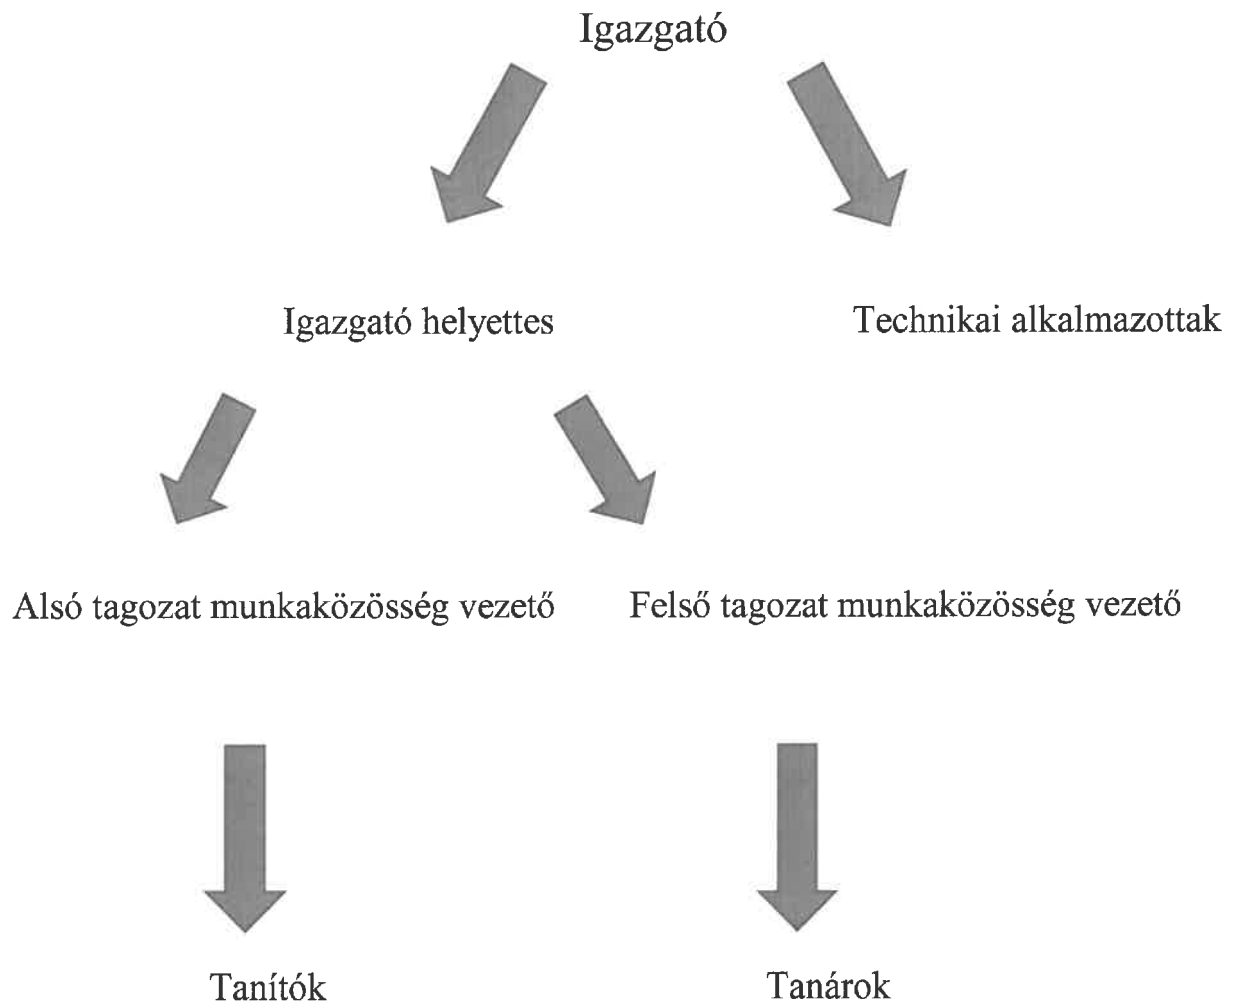 Igazgató
Igazgató helyettes
Technikai alkalmazottak
Alsó tagozat munkaközösség vezető
Felső tagozat munkaközösség vezető
Tanítók
Tanárok